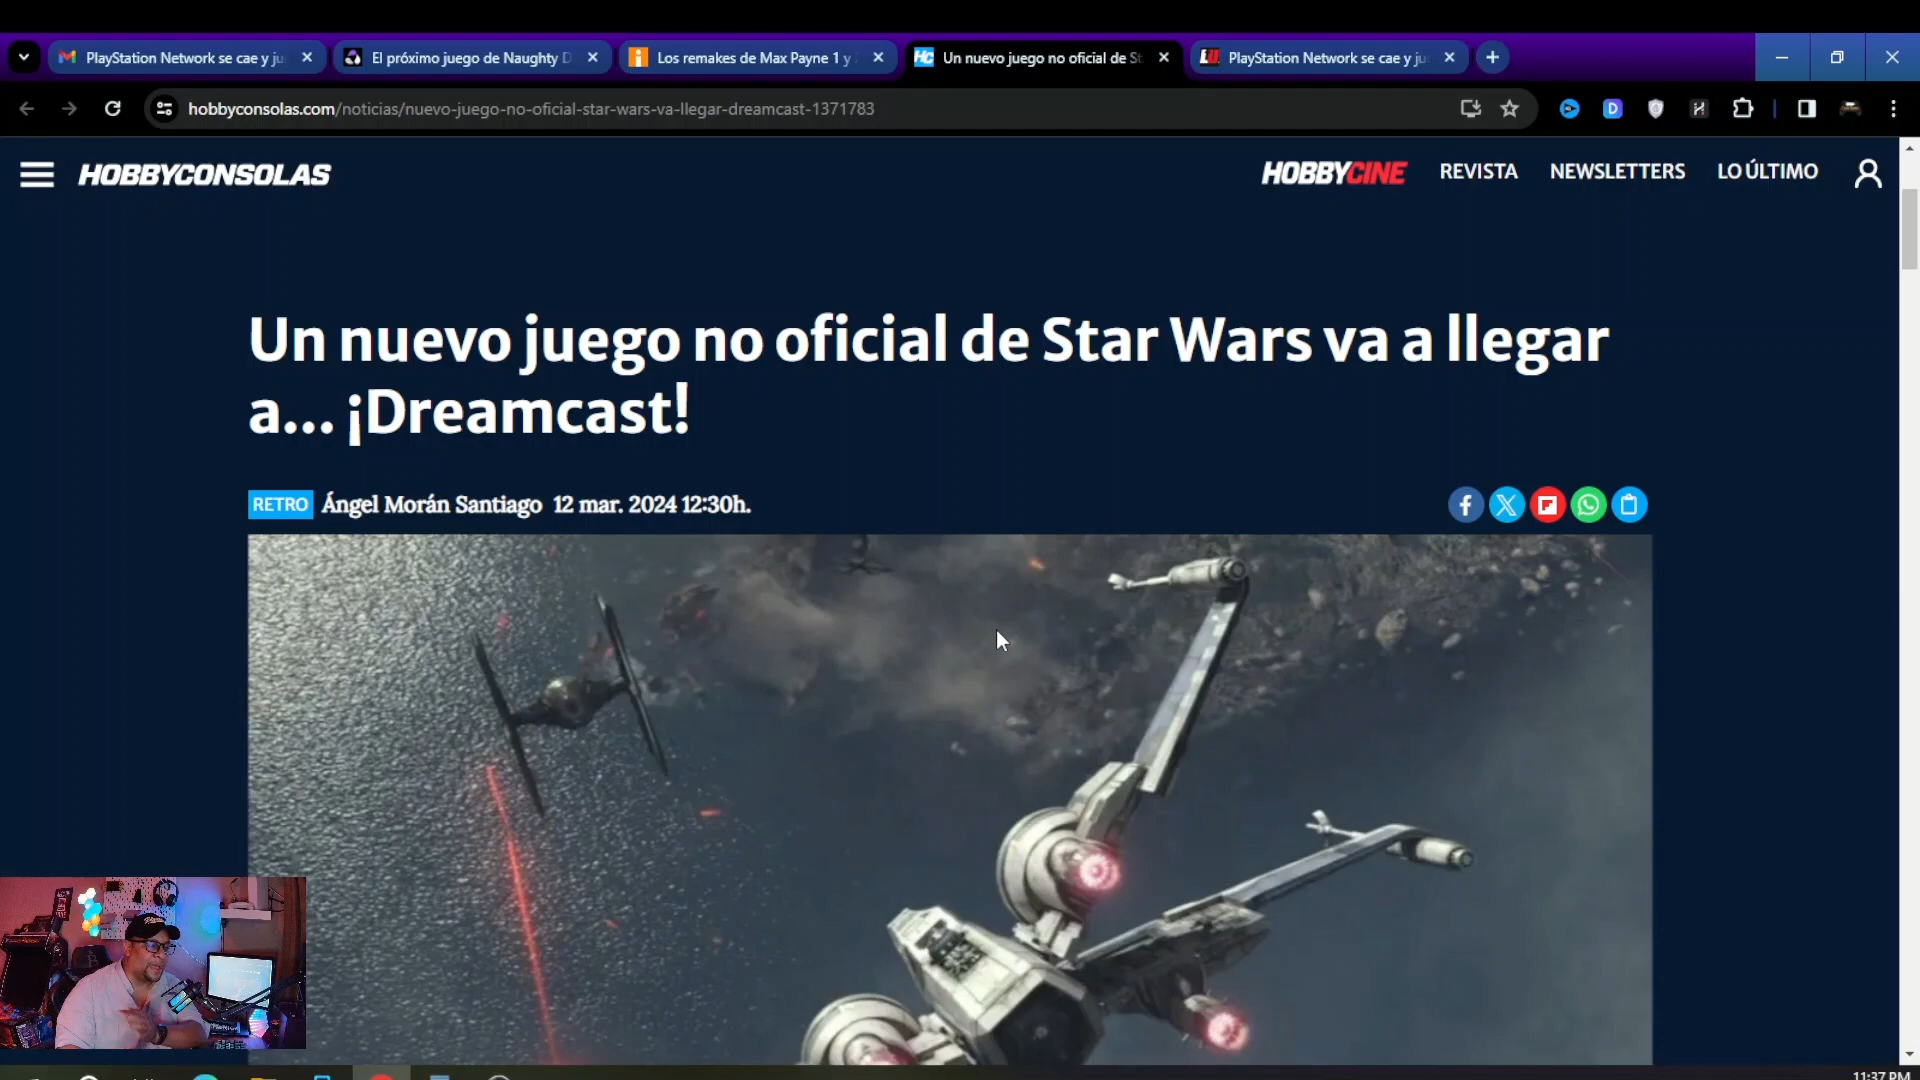 PlayStation Network se cae y ju
El próximo juego de Naughty D
Los remakes de Max Payne 1 y
Un nuevo juego no oficial de St
PlayStation Network se cae y ju
hobbyconsolas.com/noticias/nuevo-juego-no-oficial-star-wars-va-llegar-dreamcast-1371783
HOBBYCONSOLAS
HOBBYCINE
REVISTA
NEWSLETTERS
LO ÚLTIMO
Un nuevo juego no oficial de Star Wars va a llegar
a... ¡Dreamcast!
RETRO Ángel Morán Santiago 12 mar. 2024 12:30h.
11:37 PM